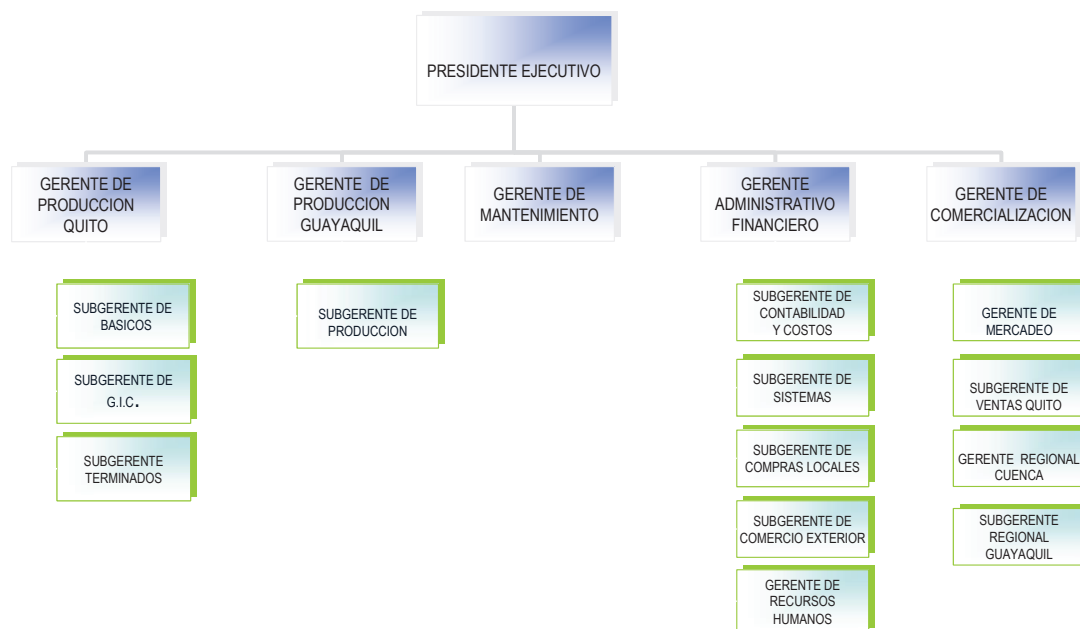 PRESIDENTE EJECUTIVO
GERENTE DE
PRODUCCION
QUITO
GERENTE DE
PRODUCCION
GUAYAQUIL
GERENTE DE
MANTENIMIENTO
GERENTE
ADMINISTRATIVO
FINANCIERO
GERENTE DE
COMERCIALIZACION
SUBGERENTE DE
BASICOS
SUBGERENTE DE
G.I.C.
SUBGERENTE
TERMINADOS
SUBGERENTE DE
PRODUCCION
SUBGERENTE DE
CONTABILIDAD
Y COSTOS
SUBGERENTE DE
SISTEMAS
SUBGERENTE DE
COMPRAS LOCALES
SUBGERENTE DE
COMERCIO EXTERIOR
GERENTE DE
RECURSOS
HUMANOS
GERENTE DE
MERCADEO
SUBGERENTE DE
VENTAS QUITO
GERENTE REGIONAL
CUENCA
SUBGERENTE
REGIONAL
GUAYAQUIL